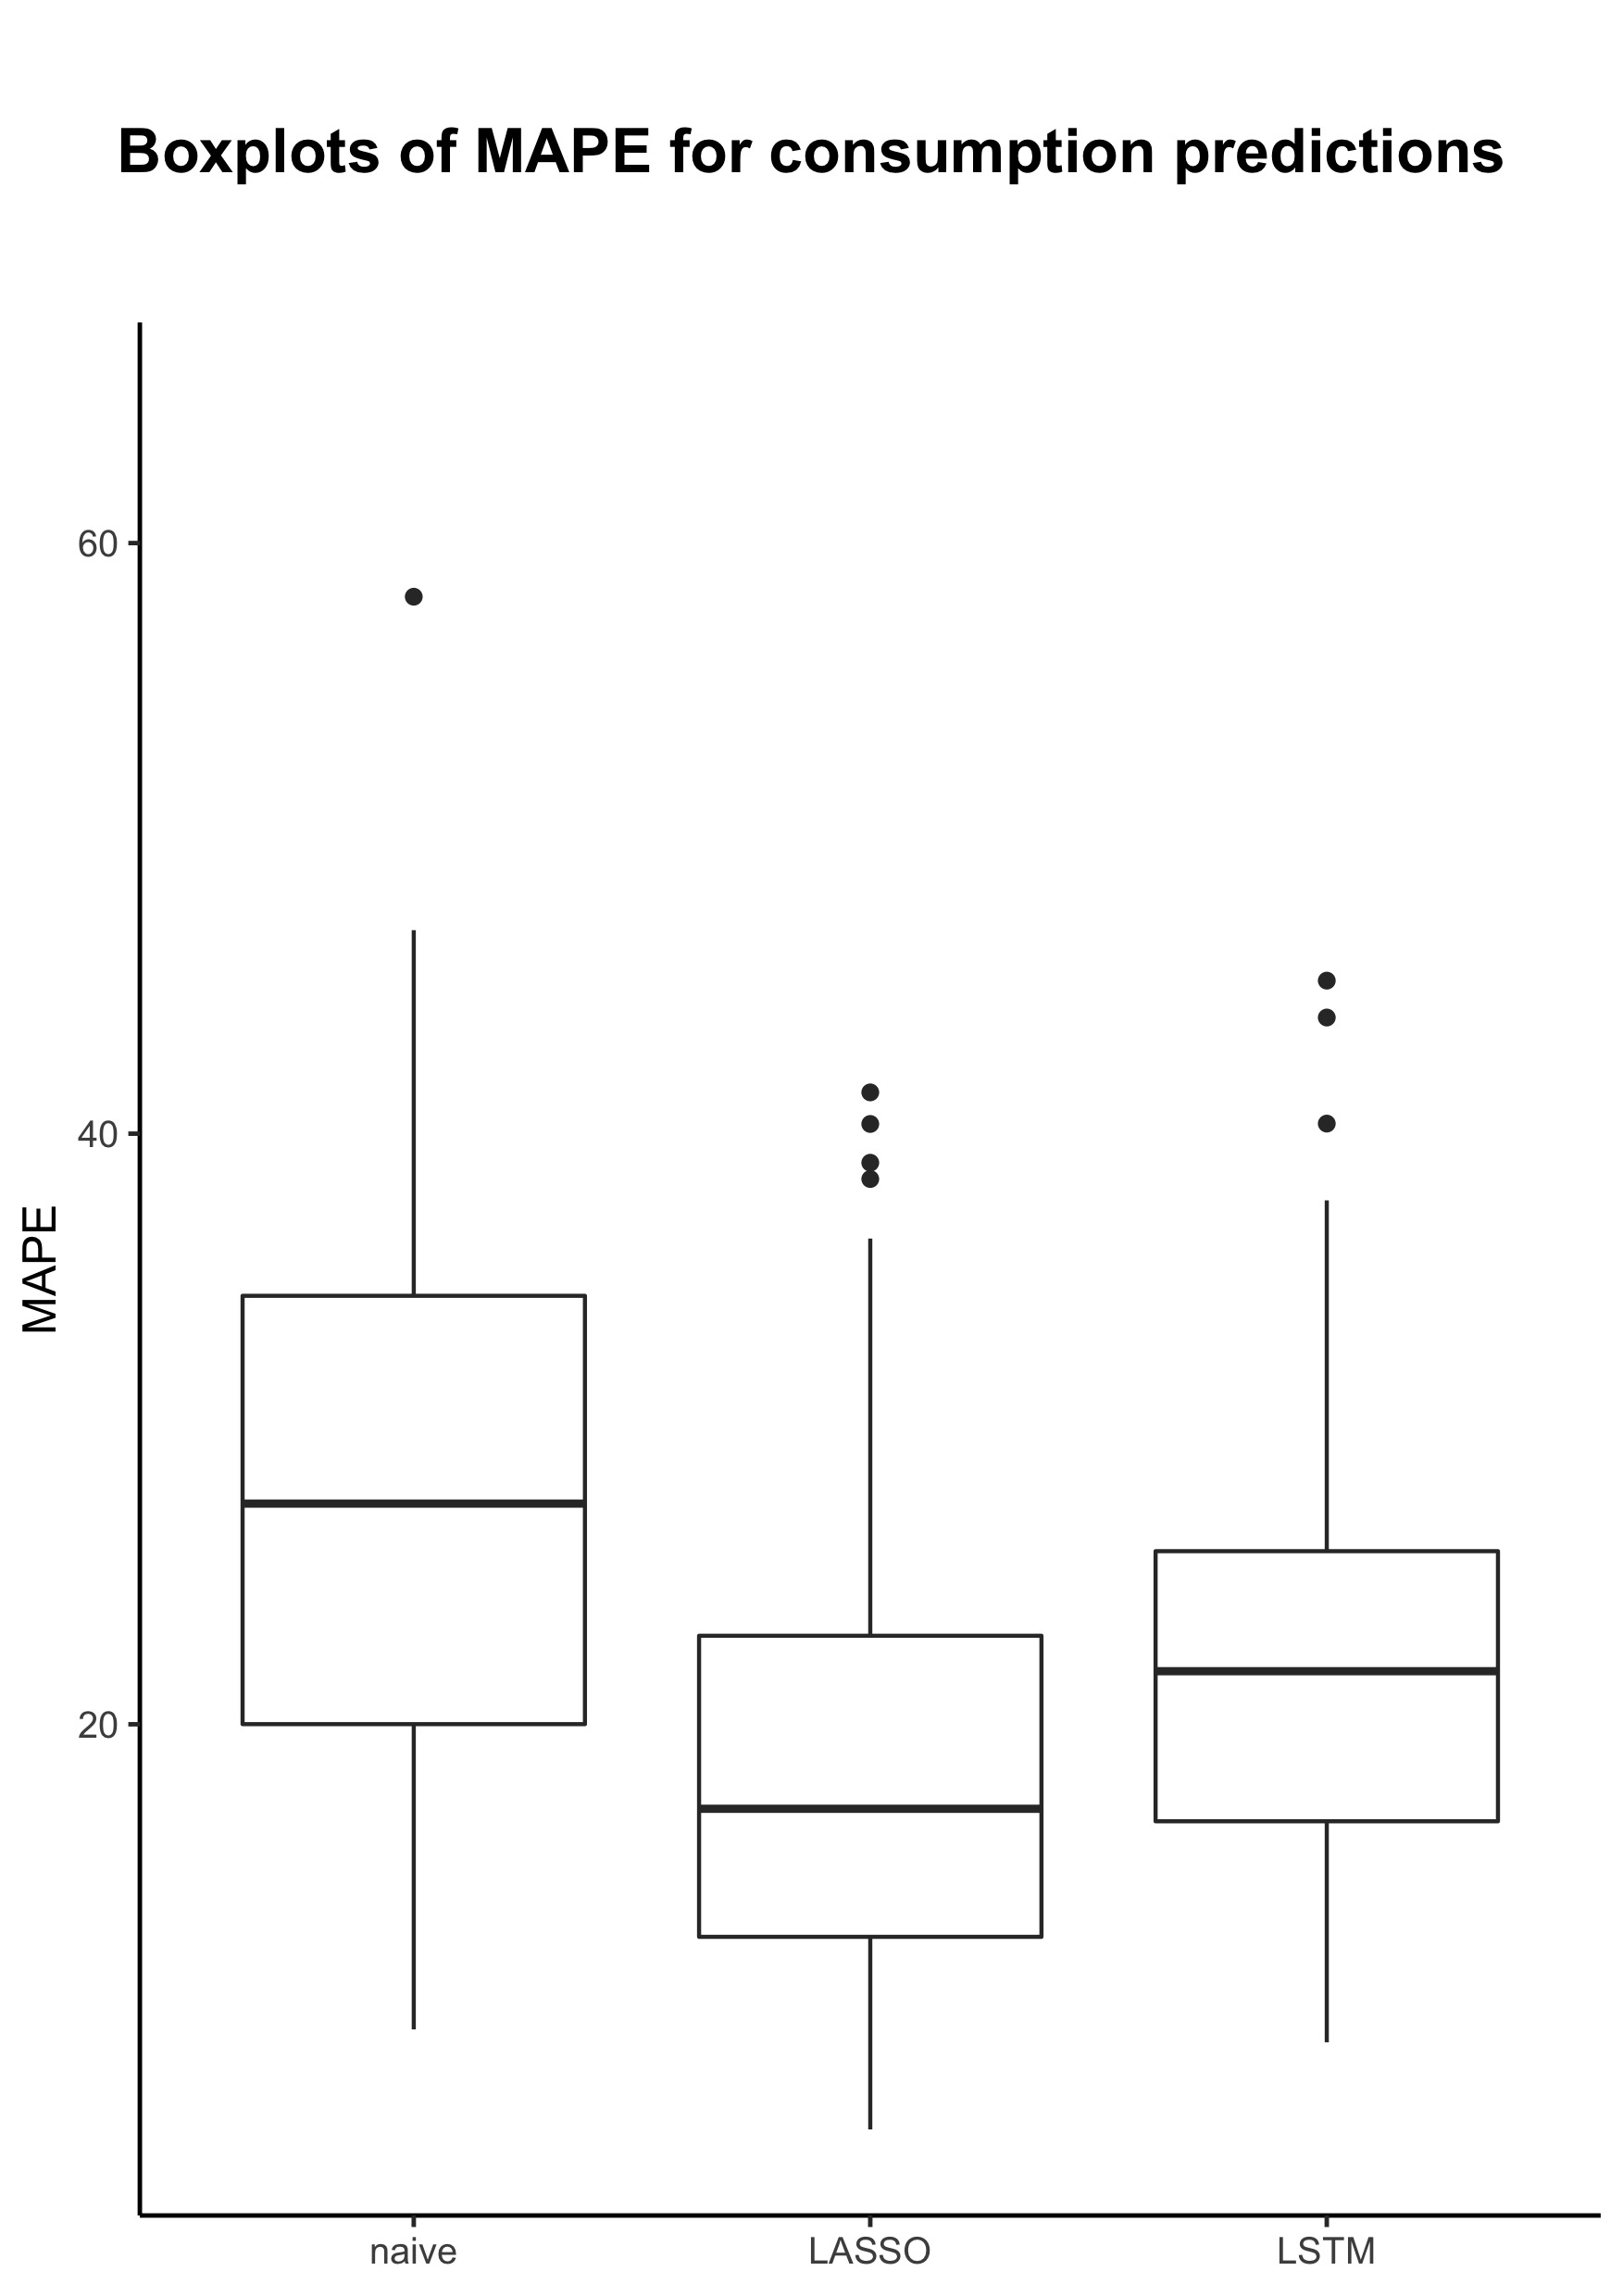 Boxplots of MAPE for consumption predictions
60
40
20
MAPE
naive LASSO LSTM